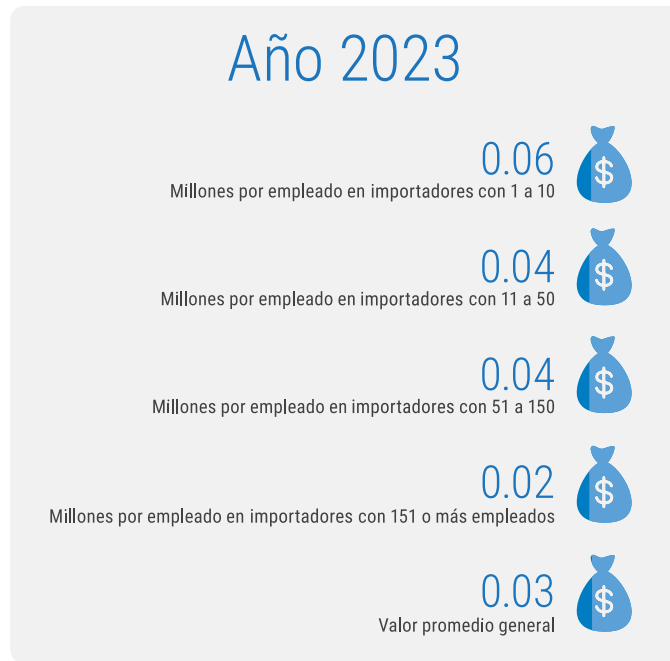 Año 2023
0.06
$
Millones por empleado en importadores con 1 a 10
0.04
$
Millones por empleado en importadores con 11 a 50
0.04
$
Millones por empleado en importadores con 51 a 150
0.02
$
Millones por empleado en importadores con 151 o más empleados
0.03
$
Valor promedio general